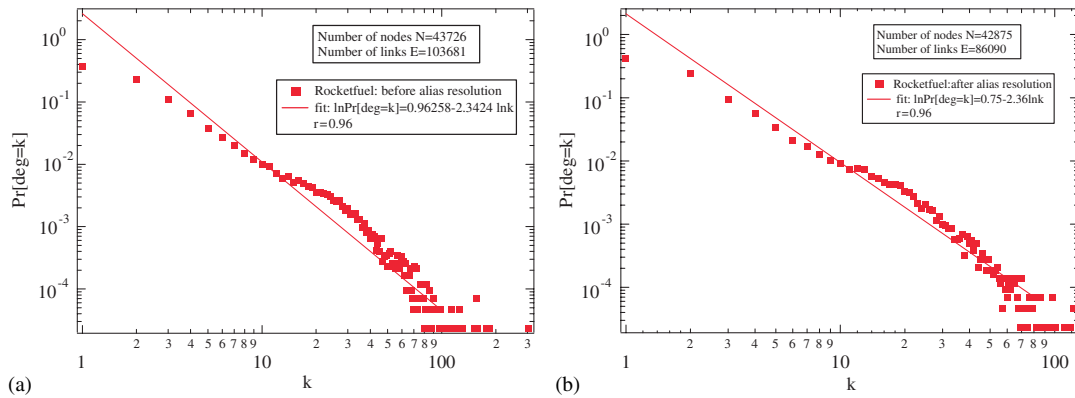 10^0
10^-1
10^-2
10^-3
10^-4
Pr[deg=k]
Number of nodes N=43726
Number of links E=103681
Rocketfuel: before alias resolution
fit: lnPr[deg=k]=0.96258-2.3424 lnk
r=0.96
2 3 4 5 6 7 8 9 2 3 4 5 6 7 8 9 2 3
1 10 100
k
(a)
10^0
10^-1
10^-2
10^-3
10^-4
Pr[deg=k]
Number of nodes N=42875
Number of links E=86090
Rocketfuel:after alias resolution
fit: lnPr[deg=k]=0.75-2.36lnk
r=0.96
2 3 4 5 6 7 8 9 2 3 4 5 6 7 8 9
1 10 100
k
(b)